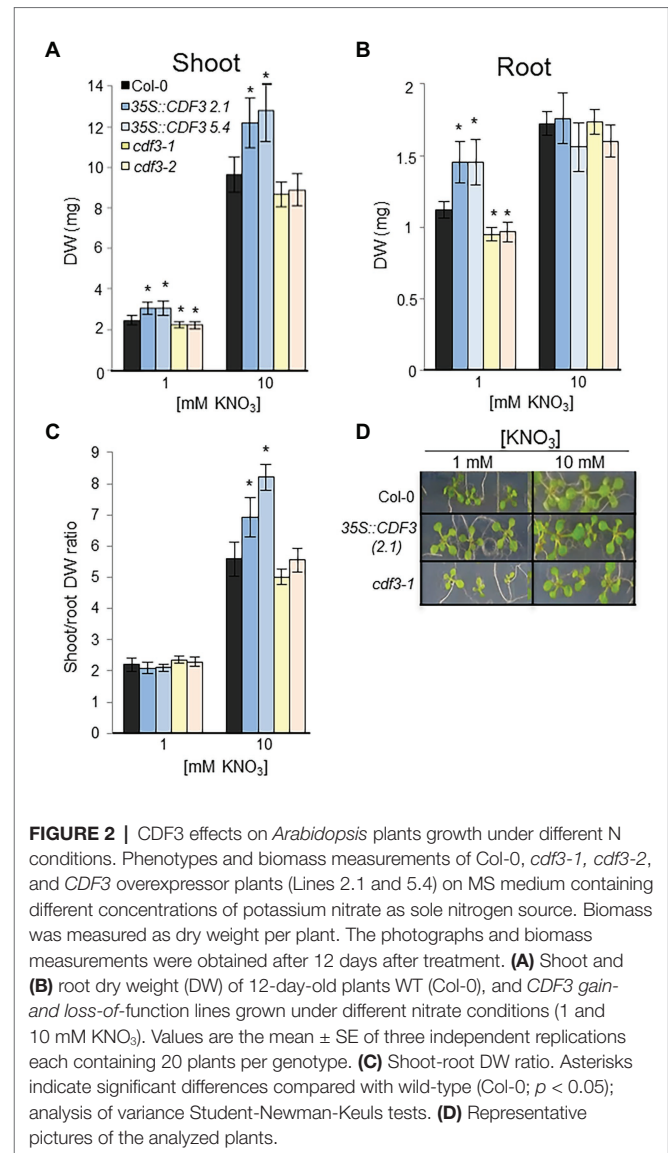 A
Shoot
Col-0
35S::CDF3 2.1
35S::CDF3 5.4
cdf3-1
cdf3-2
14
12
10
8
6
4
2
0
DW (mg)
* * * * * *
1 10
[mM KNO₃]
B
Root
2
1.5
1
0.5
0
DW (mg)
* * * *
1 10
[mM KNO₃]
C
9
8
7
6
5
4
3
2
1
0
Shoot/root DW ratio
* *
1 10
[mM KNO₃]
D
[KNO₃]
1 mM 10 mM
Col-0
35S::CDF3
(2.1)
cdf3-1
FIGURE 2 | CDF3 effects on Arabidopsis plants growth under different N
conditions. Phenotypes and biomass measurements of Col-0, cdf3-1, cdf3-2,
and CDF3 overexpressor plants (Lines 2.1 and 5.4) on MS medium containing
different concentrations of potassium nitrate as sole nitrogen source. Biomass
was measured as dry weight per plant. The photographs and biomass
measurements were obtained after 12 days after treatment. (A) Shoot and
(B) root dry weight (DW) of 12-day-old plants WT (Col-0), and CDF3 gain-
and loss-of-function lines grown under different nitrate conditions (1 and
10 mM KNO₃). Values are the mean ± SE of three independent replications
each containing 20 plants per genotype. (C) Shoot-root DW ratio. Asterisks
indicate significant differences compared with wild-type (Col-0; p < 0.05);
analysis of variance Student-Newman-Keuls tests. (D) Representative
pictures of the analyzed plants.